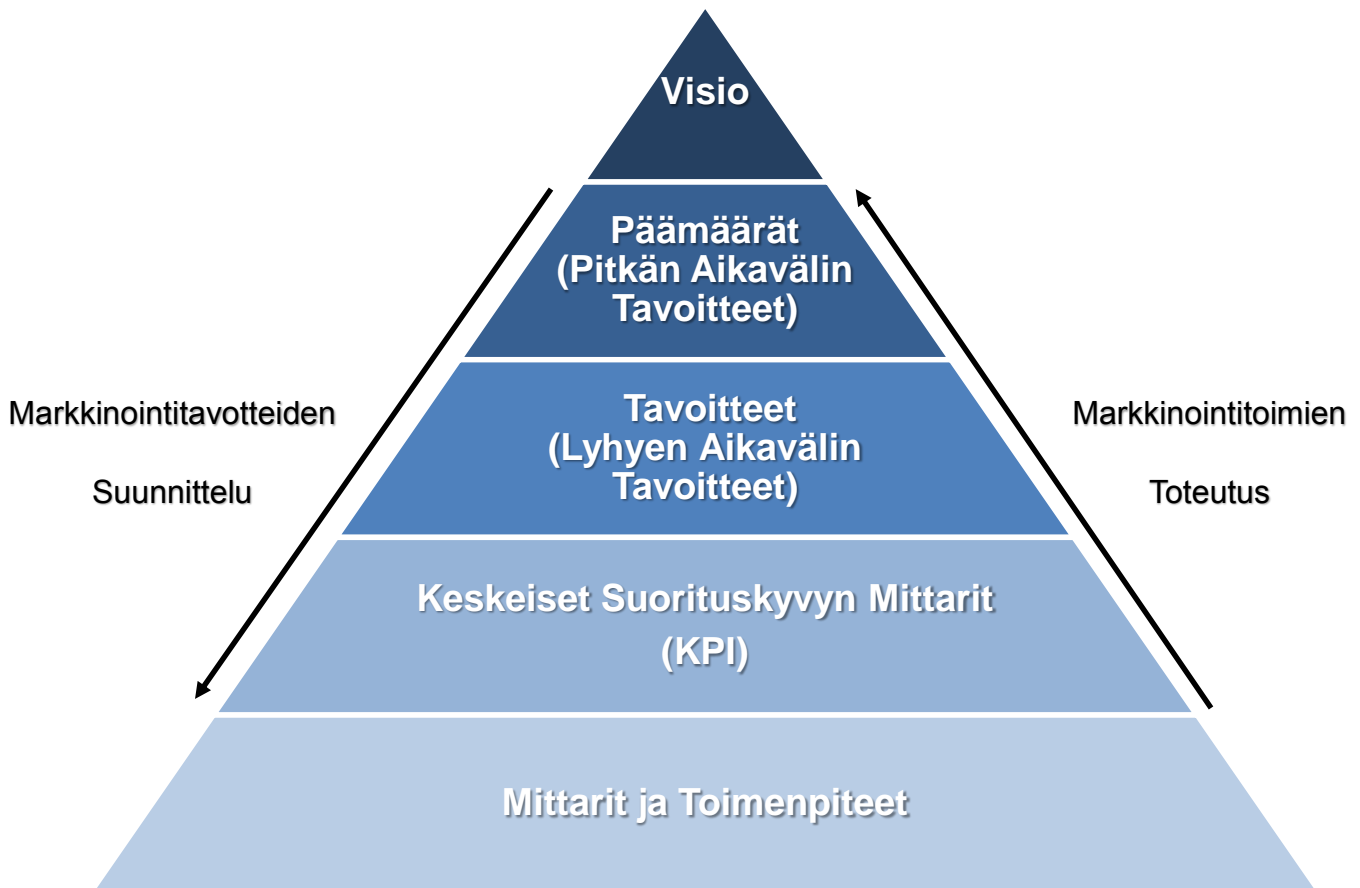 Visio
Päämäärät
(Pitkän Aikavälin
Tavoitteet)
Tavoitteet
(Lyhyen Aikavälin
Tavoitteet)
Keskeiset Suorituskyvyn Mittarit
(KPI)
Mittarit ja Toimenpiteet
Markkinointitavotteiden
Suunnittelu
Markkinointitoimien
Toteutus